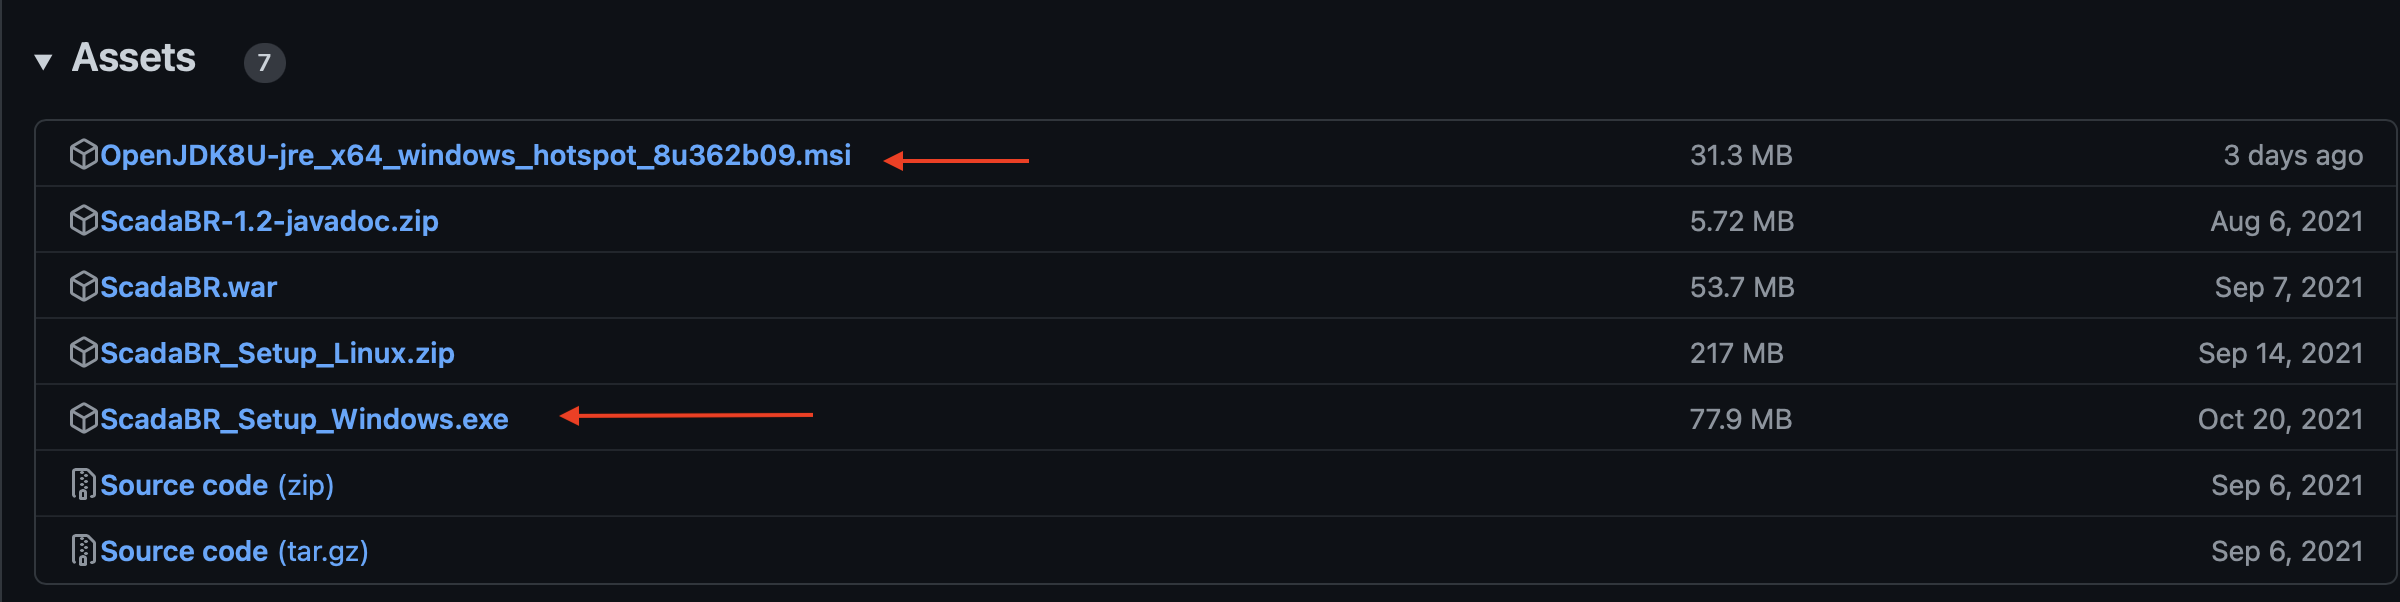 Assets 7
OpenJDK8U-jre_x64_windows_hotspot_8u362b09.msi 31.3 MB 3 days ago
ScadaBR-1.2-javadoc.zip 5.72 MB Aug 6, 2021
ScadaBR.war 53.7 MB Sep 7, 2021
ScadaBR_Setup_Linux.zip 217 MB Sep 14, 2021
ScadaBR_Setup_Windows.exe 77.9 MB Oct 20, 2021
Source code (zip) Sep 6, 2021
Source code (tar.gz) Sep 6, 2021